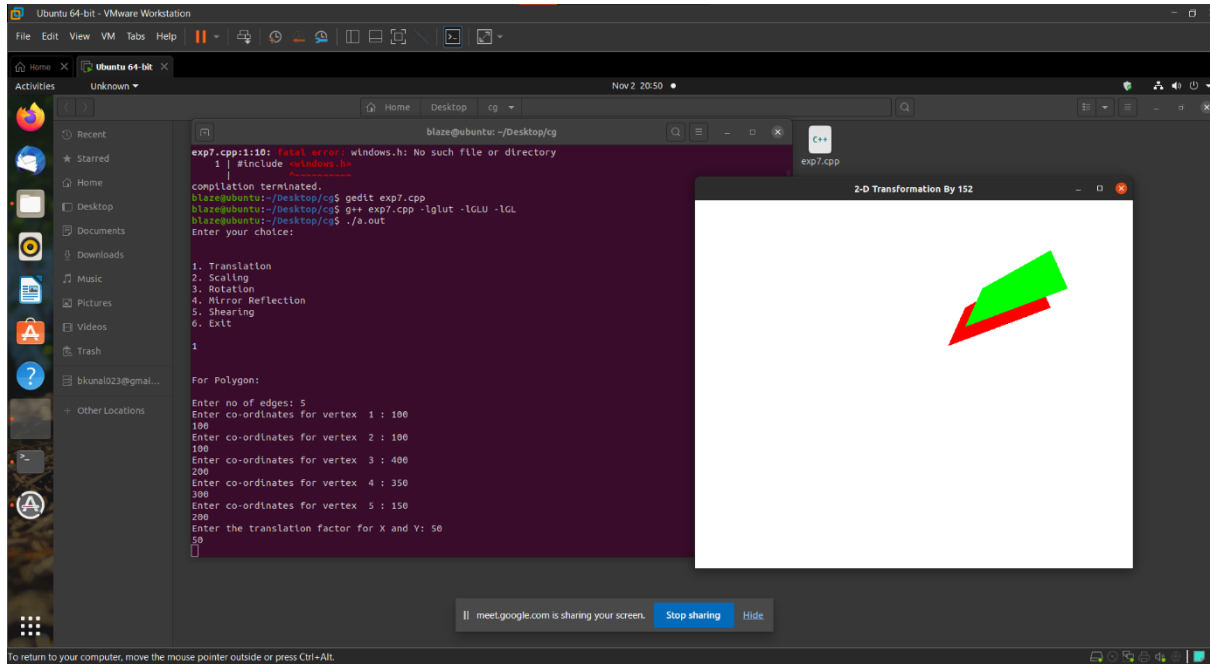 Ubuntu 64-bit - VMware Workstation
File Edit View VM Tabs Help
Home
Ubuntu 64-bit
Activities Unknown Nov 2 20:50
Home Desktop cg
Recent
Starred
Home
Desktop
Documents
Downloads
Music
Pictures
Videos
Trash
bkunal023@gmai...
+ Other Locations
blaze@ubuntu: ~/Desktop/cg
exp7.cpp:1:10: fatal error: windows.h: No such file or directory
1 | #include <windows.h>
| ^~~~~~~~~~~
compilation terminated.
blaze@ubuntu:~/Desktop/cg$ gedit exp7.cpp
blaze@ubuntu:~/Desktop/cg$ g++ exp7.cpp -lglut -lGLU -lGL
blaze@ubuntu:~/Desktop/cg$ ./a.out
Enter your choice:
1. Translation
2. Scaling
3. Rotation
4. Mirror Reflection
5. Shearing
6. Exit
1
For Polygon:
Enter no of edges: 5
Enter co-ordinates for vertex 1 : 100
100
Enter co-ordinates for vertex 2 : 100
100
Enter co-ordinates for vertex 3 : 400
200
Enter co-ordinates for vertex 4 : 350
300
Enter co-ordinates for vertex 5 : 150
200
Enter the translation factor for X and Y: 50
50
C++
exp7.cpp
2-D Transformation By 152
meet.google.com is sharing your screen.
Stop sharing
Hide
To return to your computer, move the mouse pointer outside or press Ctrl+Alt.